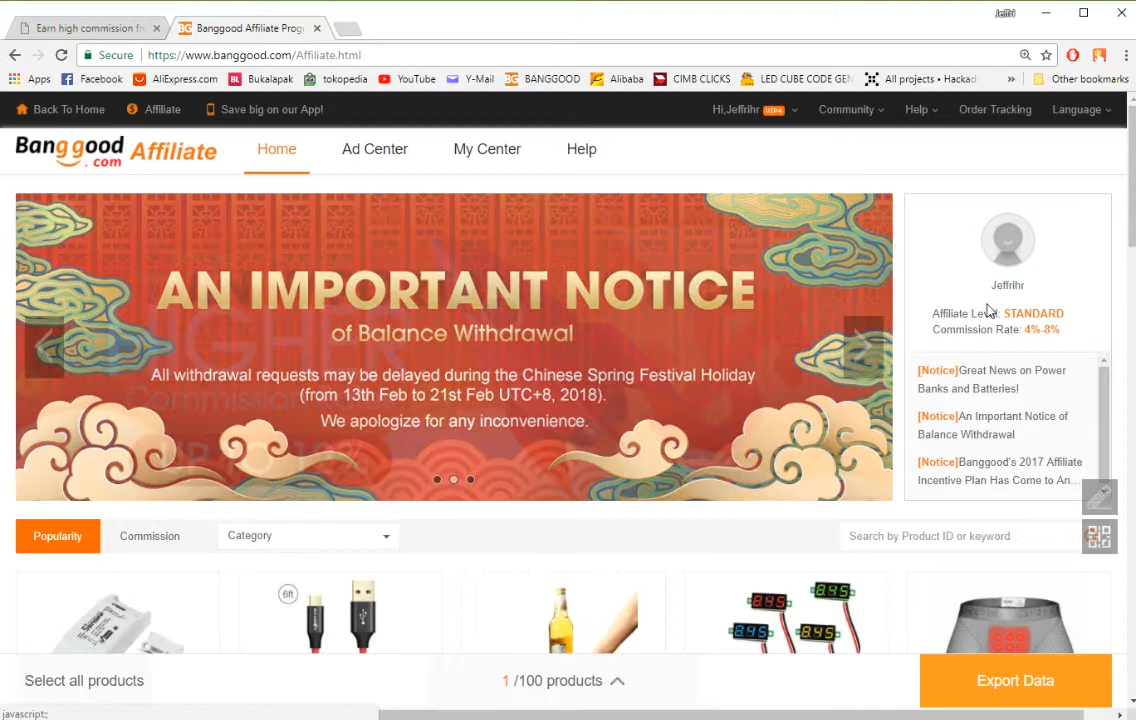 Jeffri
Earn high commission fr
Banggood Affiliate Prog
Secure https://www.banggood.com/Affiliate.html
Apps Facebook AliExpress.com Bukalapak tokopedia YouTube Y-Mail BANGGOOD Alibaba CIMB CLICKS LED CUBE CODE GEN All projects • Hackad » Other bookmarks
Back To Home Affiliate Save big on our App! Hi,Jeffrihr VIP4 Community Help Order Tracking Language
Banggood.com Affiliate Home Ad Center My Center Help
AN IMPORTANT NOTICE
of Balance Withdrawal
All withdrawal requests may be delayed during the Chinese Spring Festival Holiday
(from 13th Feb to 21st Feb UTC+8, 2018).
We apologize for any inconvenience.
Jeffrihr
Affiliate Level: STANDARD
Commission Rate: 4%-8%
[Notice]Great News on Power
Banks and Batteries!
[Notice]An Important Notice of
Balance Withdrawal
[Notice]Banggood's 2017 Affiliate
Incentive Plan Has Come to An...
Popularity Commission Category Search by Product ID or keyword
6ft
Select all products 1 /100 products Export Data
javascript:;